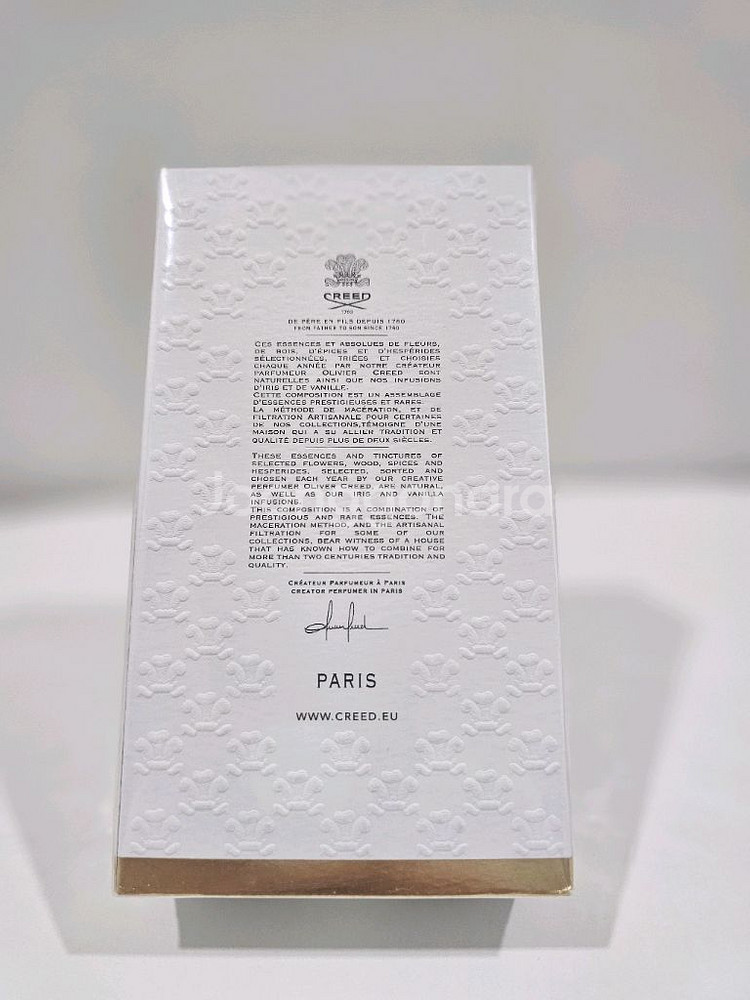 CREED
1760
DE PÈRE EN FILS DEPUIS 1760
FROM FATHER TO SON SINCE 1760
CES ESSENCES ET ABSOLUES DE FLEURS,
DE BOIS, D'ÉPICES ET D'HESPÉRIDES
SÉLECTIONNÉES, TRIÉES ET CHOISIES
CHAQUE ANNÉE PAR NOTRE CRÉATEUR
PARFUMEUR OLIVIER CREED SONT
NATURELLES AINSI QUE NOS INFUSIONS
D'IRIS ET DE VANILLE.
CETTE COMPOSITION EST UN ASSEMBLAGE
D'ESSENCES PRESTIGIEUSES ET RARES.
LA MÉTHODE DE MACÉRATION, ET DE
FILTRATION ARTISANALE POUR CERTAINES
DE NOS COLLECTIONS,TÉMOIGNE D'UNE
MAISON QUI A SU ALLIER TRADITION ET
QUALITÉ DEPUIS PLUS DE DEUX SIÈCLES.
THESE ESSENCES AND TINCTURES OF
SELECTED FLOWERS, WOOD, SPICES AND
HESPERIDES, SELECTED, SORTED AND
CHOSEN EACH YEAR BY OUR CREATIVE
PERFUMER OLIVER CREED, ARE NATURAL,
AS WELL AS OUR IRIS AND VANILLA
INFUSIONS.
THIS COMPOSITION IS A COMBINATION OF
PRESTIGIOUS AND RARE ESSENCES. THE
MACERATION METHOD, AND THE ARTISANAL
FILTRATION FOR SOME OF OUR
COLLECTIONS, BEAR WITNESS OF A HOUSE
THAT HAS KNOWN HOW TO COMBINE FOR
MORE THAN TWO CENTURIES TRADITION AND
QUALITY.
CRÉATEUR PARFUMEUR À PARIS
CREATOR PERFUMER IN PARIS
PARIS
WWW.CREED.EU